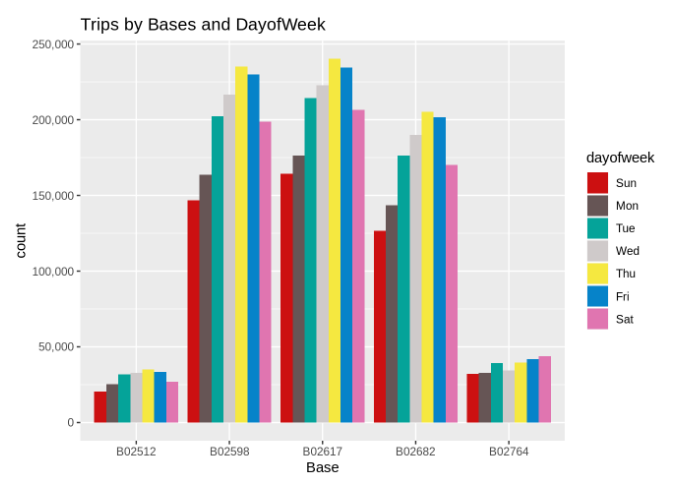 Trips by Bases and DayofWeek
250,000
200,000
150,000
100,000
50,000
0
count
B02512 B02598 B02617 B02682 B02764
Base
dayofweek
Sun
Mon
Tue
Wed
Thu
Fri
Sat